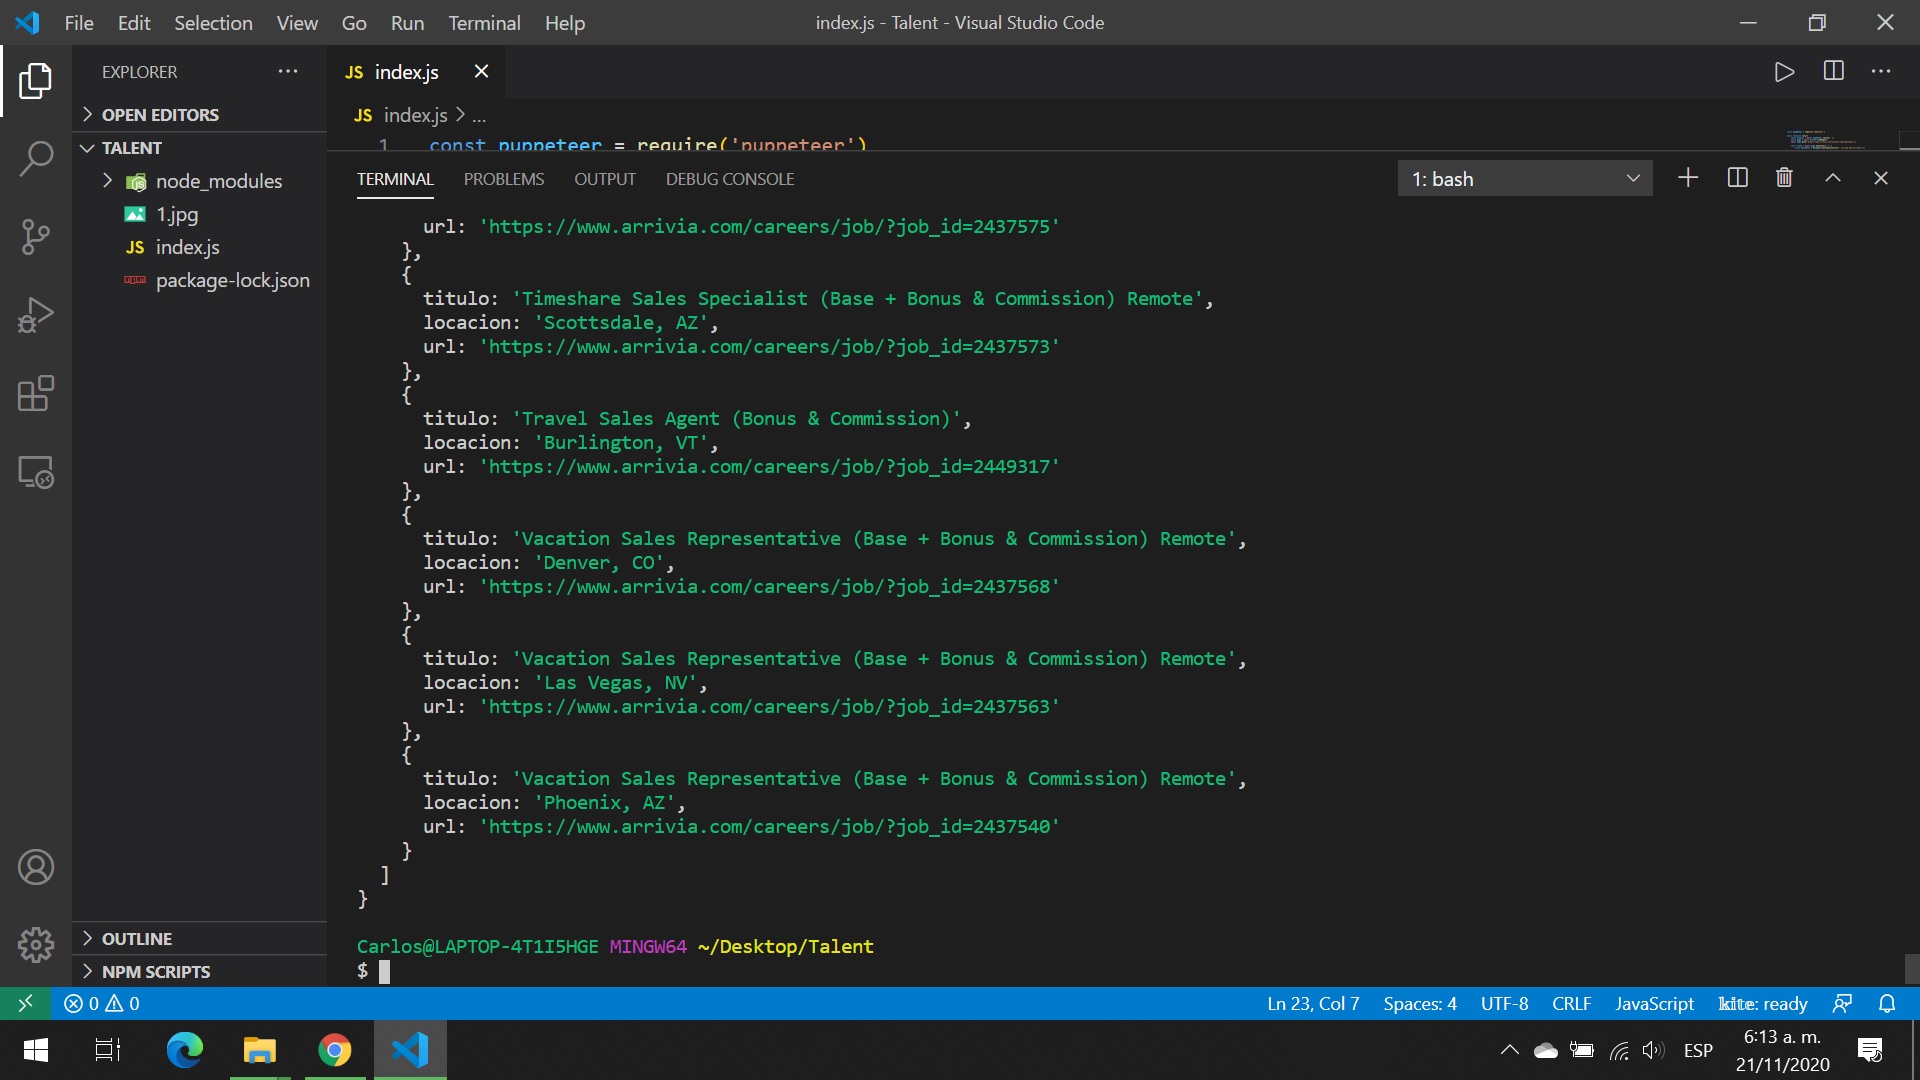 File Edit Selection View Go Run Terminal Help index.js - Talent - Visual Studio Code
EXPLORER
JS index.js
OPEN EDITORS
JS index.js > ...
TALENT
1 const puppeteer = require('puppeteer')
node_modules
1.jpg
JS index.js
package-lock.json
OUTLINE
NPM SCRIPTS
TERMINAL PROBLEMS OUTPUT DEBUG CONSOLE 1: bash
url: 'https://www.arrivia.com/careers/job/?job_id=2437575'
},
{
titulo: 'Timeshare Sales Specialist (Base + Bonus & Commission) Remote',
locacion: 'Scottsdale, AZ',
url: 'https://www.arrivia.com/careers/job/?job_id=2437573'
},
{
titulo: 'Travel Sales Agent (Bonus & Commission)',
locacion: 'Burlington, VT',
url: 'https://www.arrivia.com/careers/job/?job_id=2449317'
},
{
titulo: 'Vacation Sales Representative (Base + Bonus & Commission) Remote',
locacion: 'Denver, CO',
url: 'https://www.arrivia.com/careers/job/?job_id=2437568'
},
{
titulo: 'Vacation Sales Representative (Base + Bonus & Commission) Remote',
locacion: 'Las Vegas, NV',
url: 'https://www.arrivia.com/careers/job/?job_id=2437563'
},
{
titulo: 'Vacation Sales Representative (Base + Bonus & Commission) Remote',
locacion: 'Phoenix, AZ',
url: 'https://www.arrivia.com/careers/job/?job_id=2437540'
}
]
}
Carlos@LAPTOP-4T1I5HGE MINGW64 ~/Desktop/Talent
$
0 0 Ln 23, Col 7 Spaces: 4 UTF-8 CRLF JavaScript kite: ready
ESP
6:13 a. m.
21/11/2020